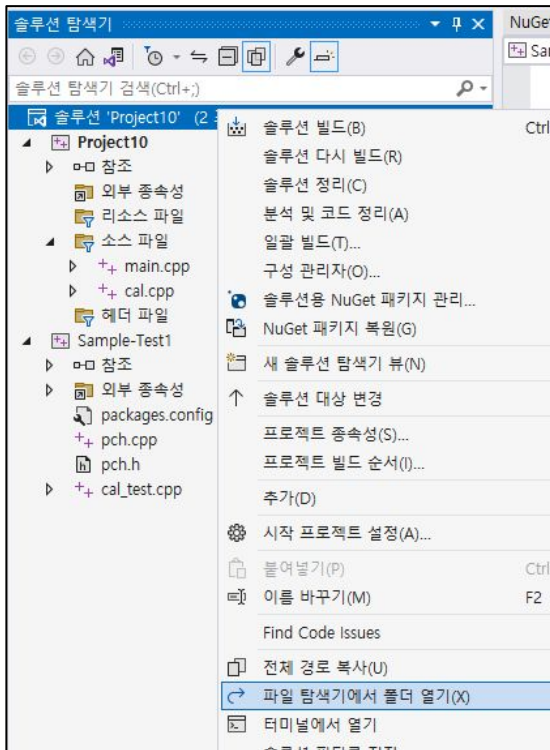 솔루션 탐색기
NuGet
Sar
솔루션 탐색기 검색(Ctrl+;)
솔루션 'Project10' (2
Project10
참조
외부 종속성
리소스 파일
소스 파일
main.cpp
cal.cpp
헤더 파일
Sample-Test1
참조
외부 종속성
packages.config
pch.cpp
pch.h
cal_test.cpp
솔루션 빌드(B) Ctrl
솔루션 다시 빌드(R)
솔루션 정리(C)
분석 및 코드 정리(A)
일괄 빌드(T)...
구성 관리자(O)...
솔루션용 NuGet 패키지 관리...
NuGet 패키지 복원(G)
새 솔루션 탐색기 뷰(N)
솔루션 대상 변경
프로젝트 종속성(S)...
프로젝트 빌드 순서(I)...
추가(D)
시작 프로젝트 설정(A)...
붙여넣기(P) Ctrl
이름 바꾸기(M) F2
Find Code Issues
전체 경로 복사(U)
파일 탐색기에서 폴더 열기(X)
터미널에서 열기